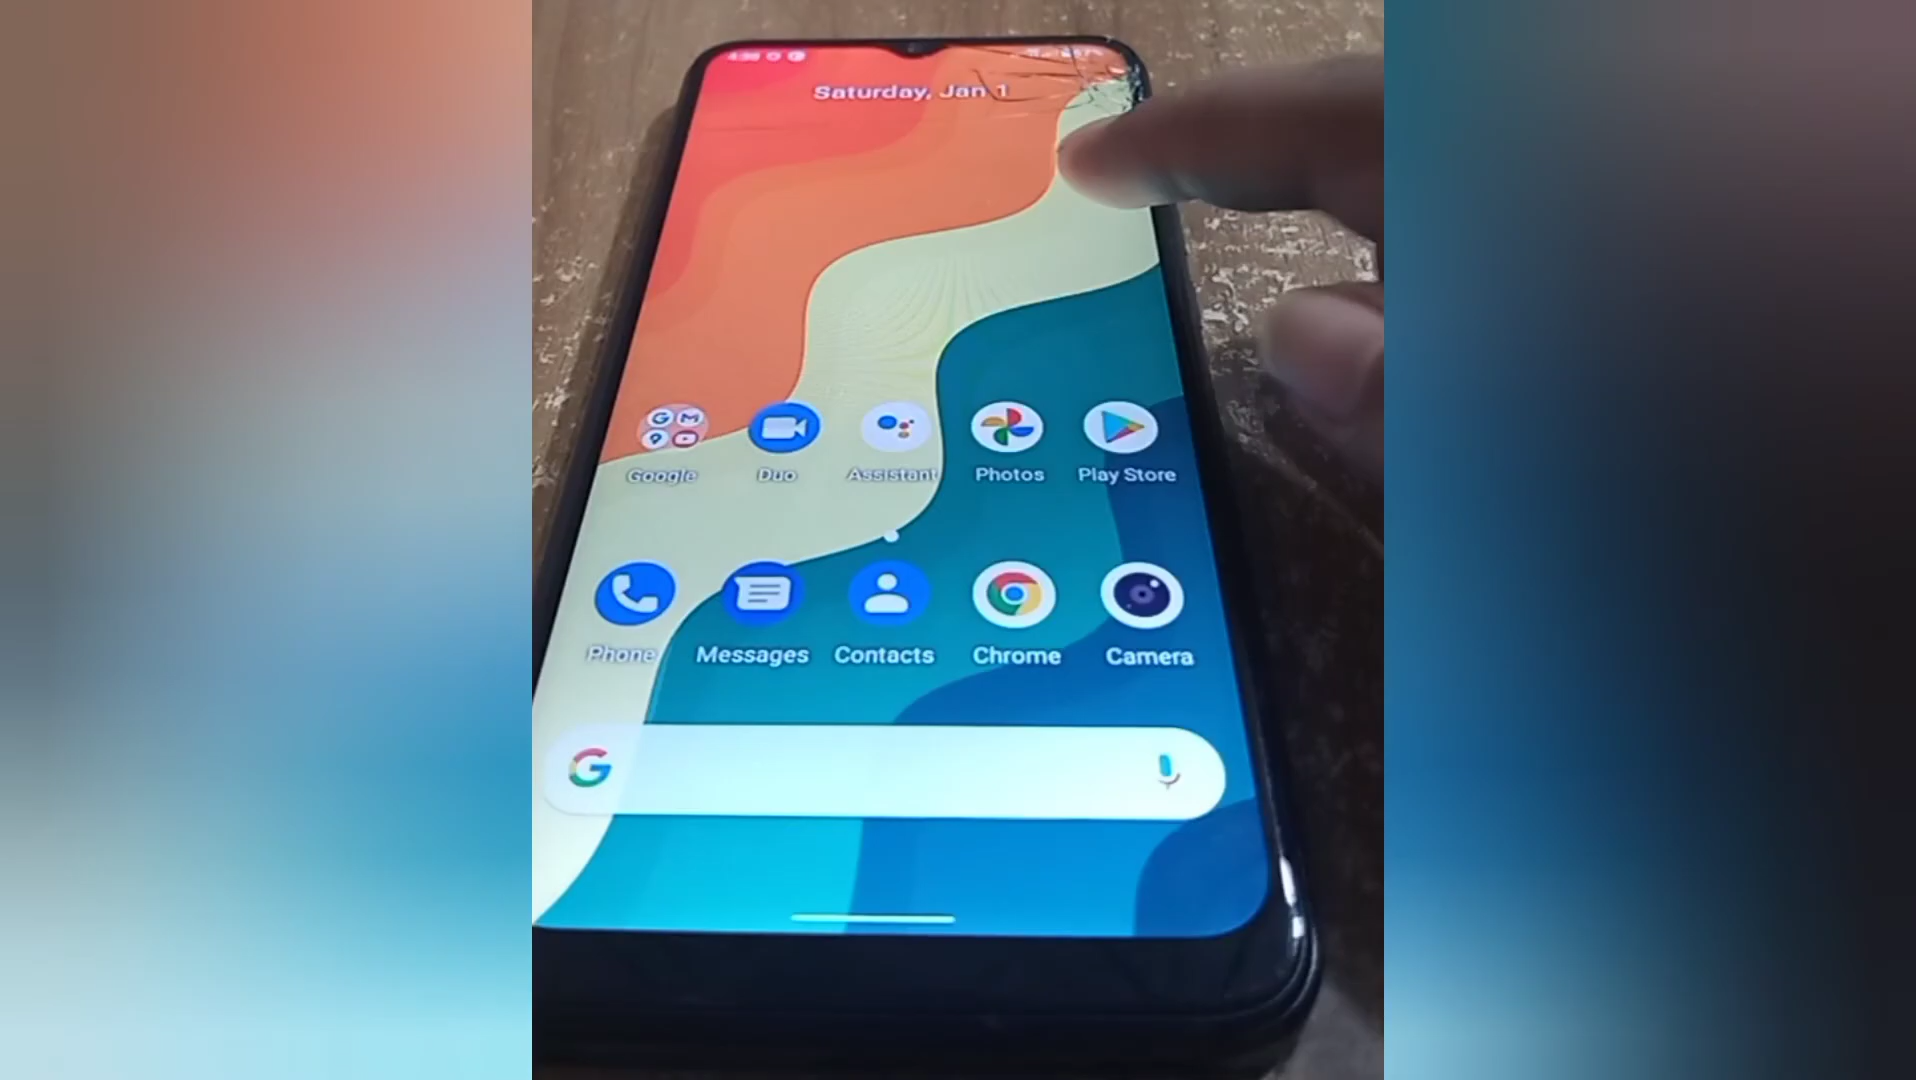 Saturday, Jan 1
Google Duo Assistant Photos Play Store
Phone Messages Contacts Chrome Camera
G